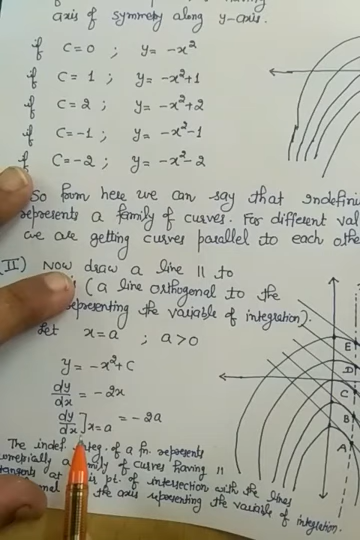 axis of symmetry along y-axis.
if C=0 ; y= -x²
if C= 1 ; y= -x²+1
if C= 2 ; y= -x²+2
if C=-1 ; y= -x²-1
if C=-2 ; y= -x²-2
So from here we can say that indefini
represents a family of curves. For different val
we are getting curves parallel to each othe
(II) Now draw a line || to
(a line orthogonal to the
representing the variable of integration).
Let x=a ; a>0
y= -x²+C
dy/dx = -2x
dy/dx]x=a = -2a
The indef. integ. of a fn. represents
a family of curves having ||
tangents at pt. of intersection with the lines
the axis representing the variable of integration.
E
D
C
B
A